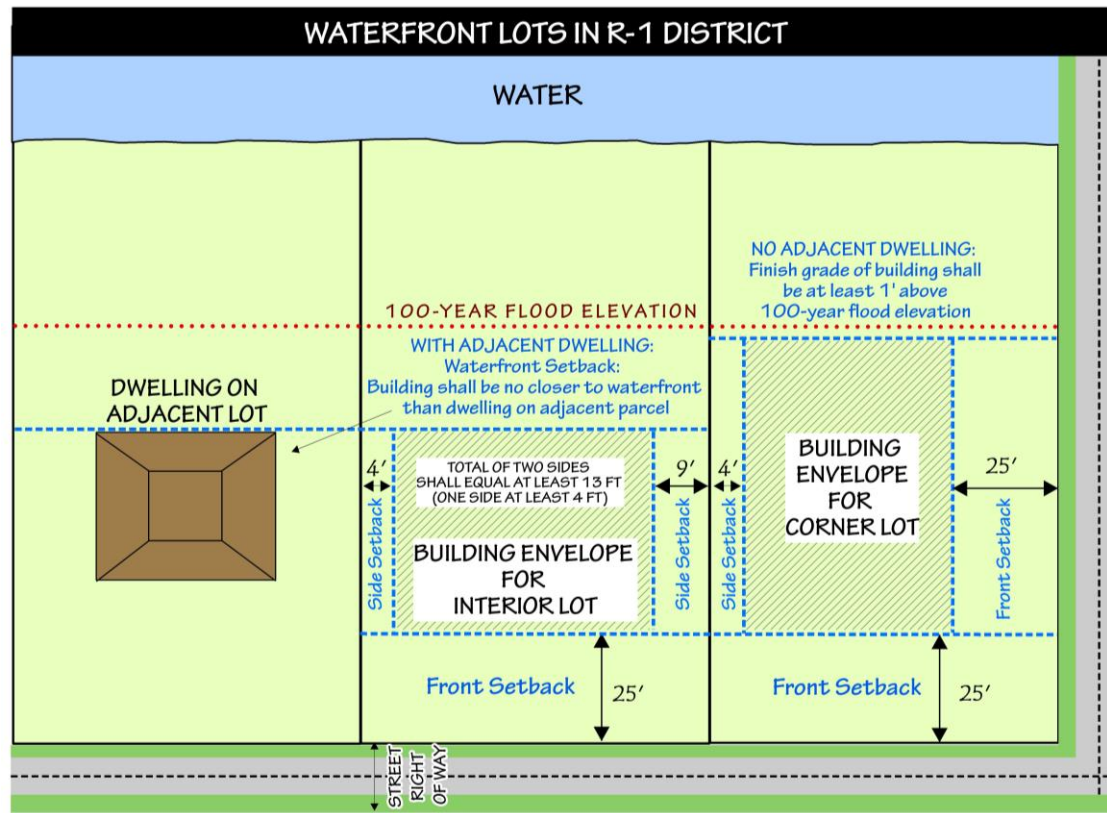 WATERFRONT LOTS IN R-1 DISTRICT
WATER
NO ADJACENT DWELLING:
Finish grade of building shall
be at least 1' above
100-year flood elevation
100-YEAR FLOOD ELEVATION
WITH ADJACENT DWELLING:
Waterfront Setback:
Building shall be no closer to waterfront
than dwelling on adjacent parcel
DWELLING ON
ADJACENT LOT
4'
TOTAL OF TWO SIDES
SHALL EQUAL AT LEAST 13 FT
(ONE SIDE AT LEAST 4 FT)
9'
4'
BUILDING
ENVELOPE
FOR
CORNER LOT
25'
Side Setback
BUILDING ENVELOPE
FOR
INTERIOR LOT
Side Setback
Side Setback
Front Setback
Front Setback
25'
Front Setback
25'
STREET
RIGHT
OF WAY